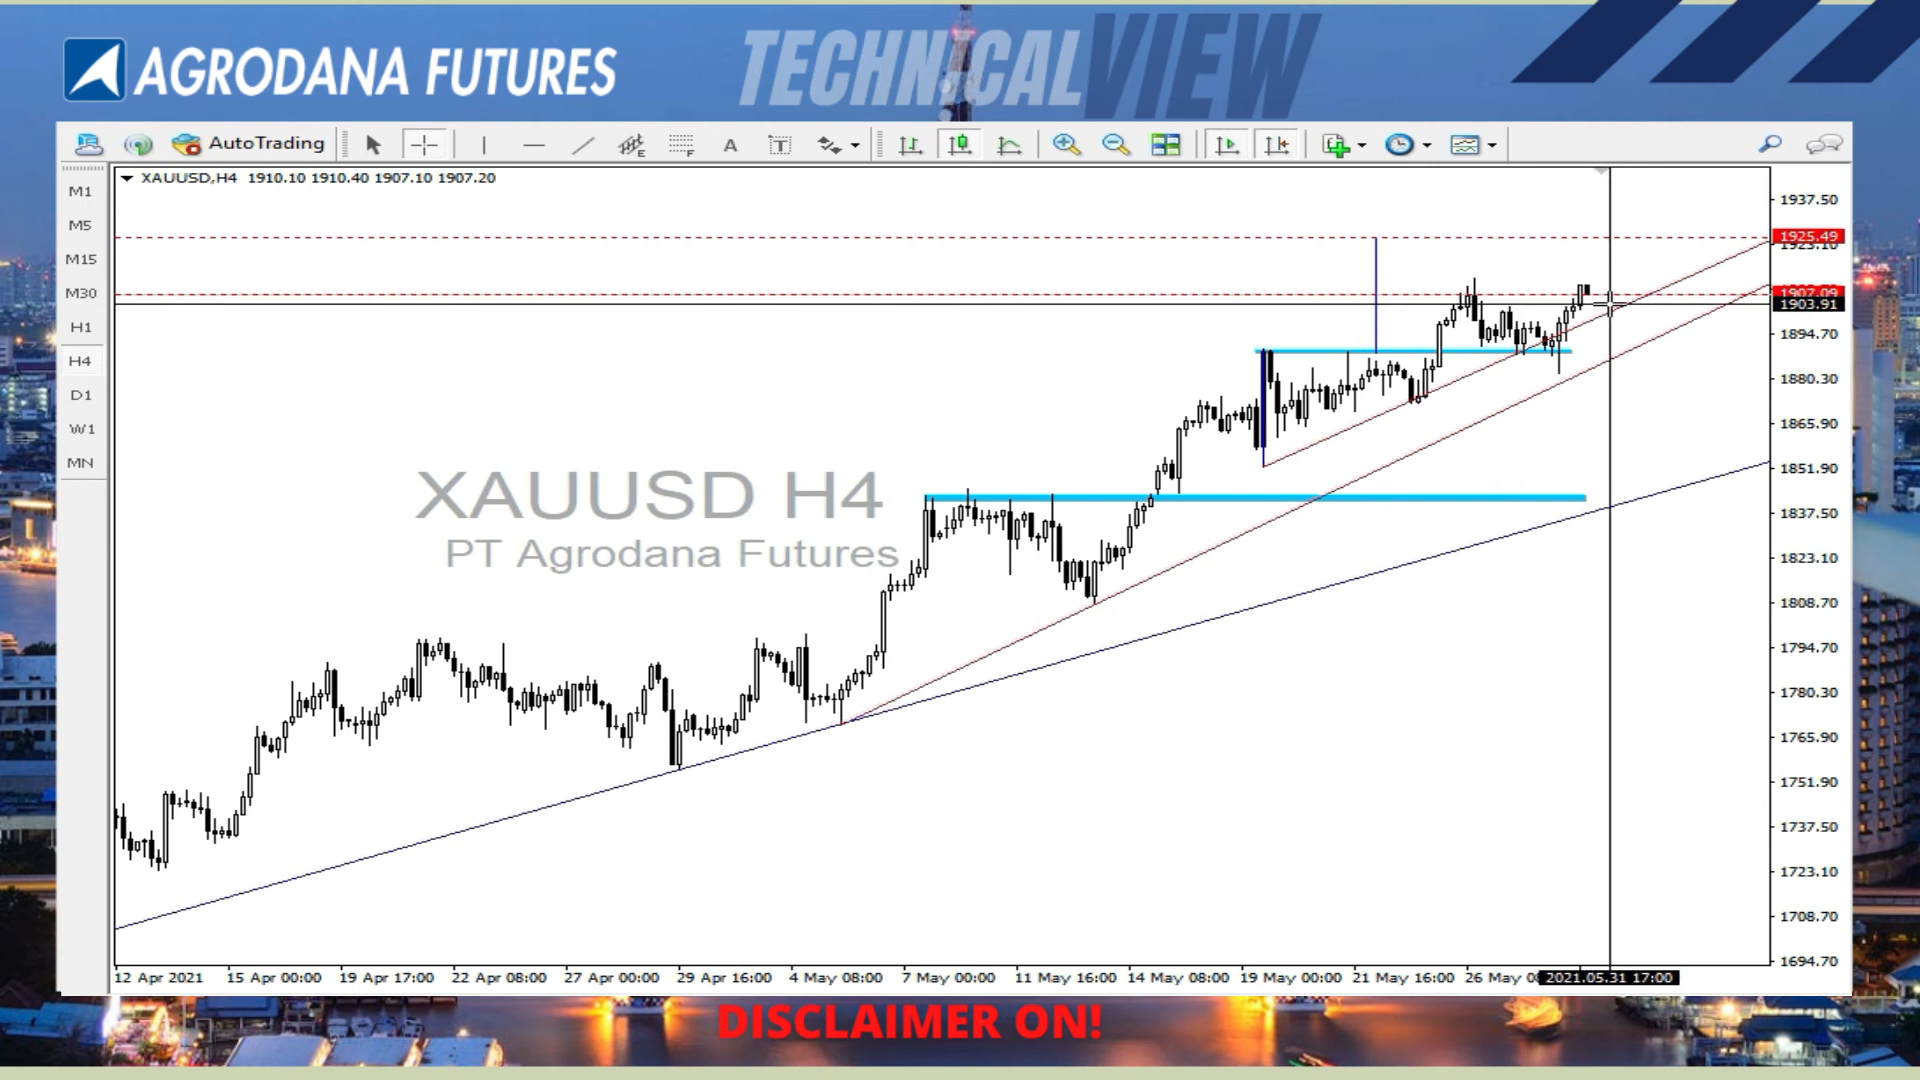 AGRODANA FUTURES
TECHNICAL VIEW
AutoTrading
E
F
A
T
M1
M5
M15
M30
H1
H4
D1
W1
MN
XAUUSD,H4 1910.10 1910.40 1907.10 1907.20
XAUUSD H4
PT Agrodana Futures
1937.50
1925.49
1923.10
1907.09
1903.91
1894.70
1880.30
1865.90
1851.90
1837.50
1823.10
1808.70
1794.70
1780.30
1765.90
1751.90
1737.50
1723.10
1708.70
1694.70
12 Apr 2021 15 Apr 00:00 19 Apr 17:00 22 Apr 08:00 27 Apr 00:00 29 Apr 16:00 4 May 08:00 7 May 00:00 11 May 16:00 14 May 08:00 19 May 00:00 21 May 16:00 26 May 2021.05.31 17:00
DISCLAIMER ON!